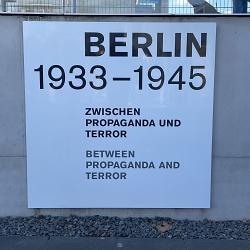 BERLIN
1933–1945
ZWISCHEN
PROPAGANDA UND
TERROR
BETWEEN
PROPAGANDA AND
TERROR